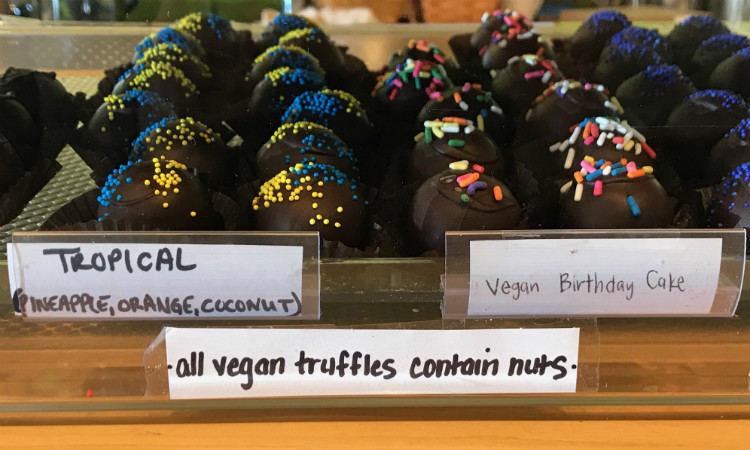 TROPICAL
(PINEAPPLE, ORANGE, COCONUT)
Vegan Birthday Cake
·all vegan truffles contain nuts·